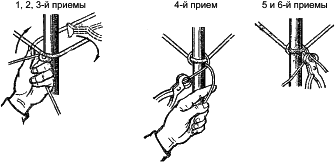 1, 2, 3-й приемы
4-й прием
5 и 6-й приемы